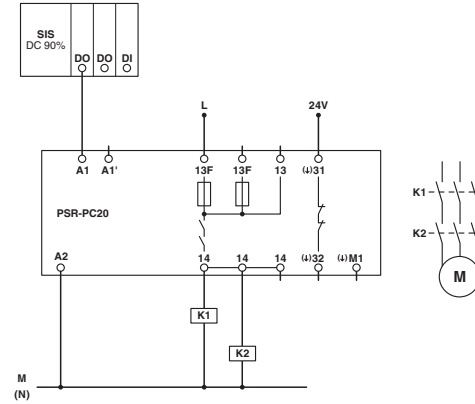 SIS
DC 90%
DO DO DI
L 24V
A1 A1' 13F 13F 13 (↓)31
PSR-PC20
K1
A2 14 14 14 (↓)32 (↓)M1
K2
M
K1
K2
M
(N)